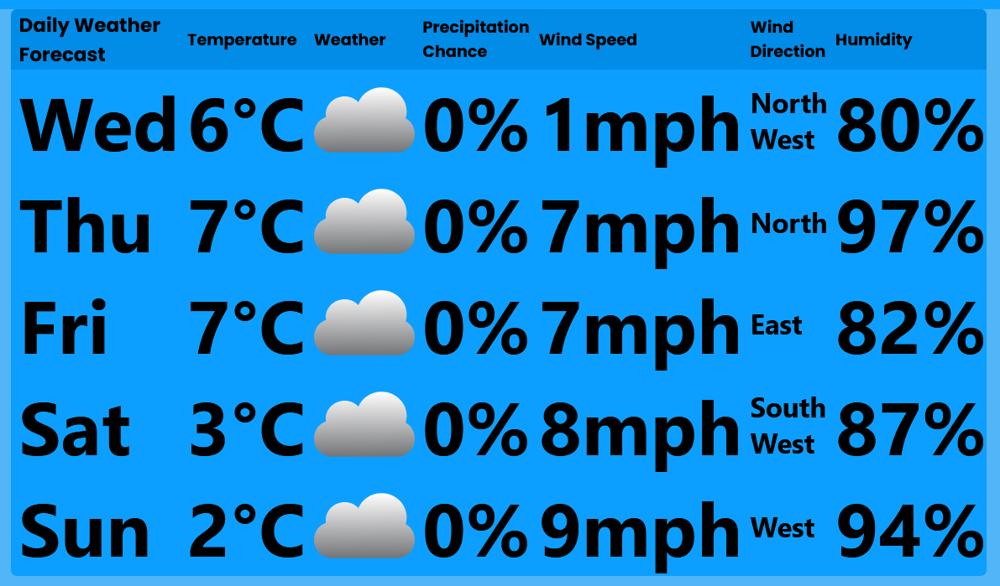 Daily Weather Forecast Temperature Weather Precipitation Chance Wind Speed Wind Direction Humidity
Wed 6°C 0% 1mph North West 80%
Thu 7°C 0% 7mph North 97%
Fri 7°C 0% 7mph East 82%
Sat 3°C 0% 8mph South West 87%
Sun 2°C 0% 9mph West 94%